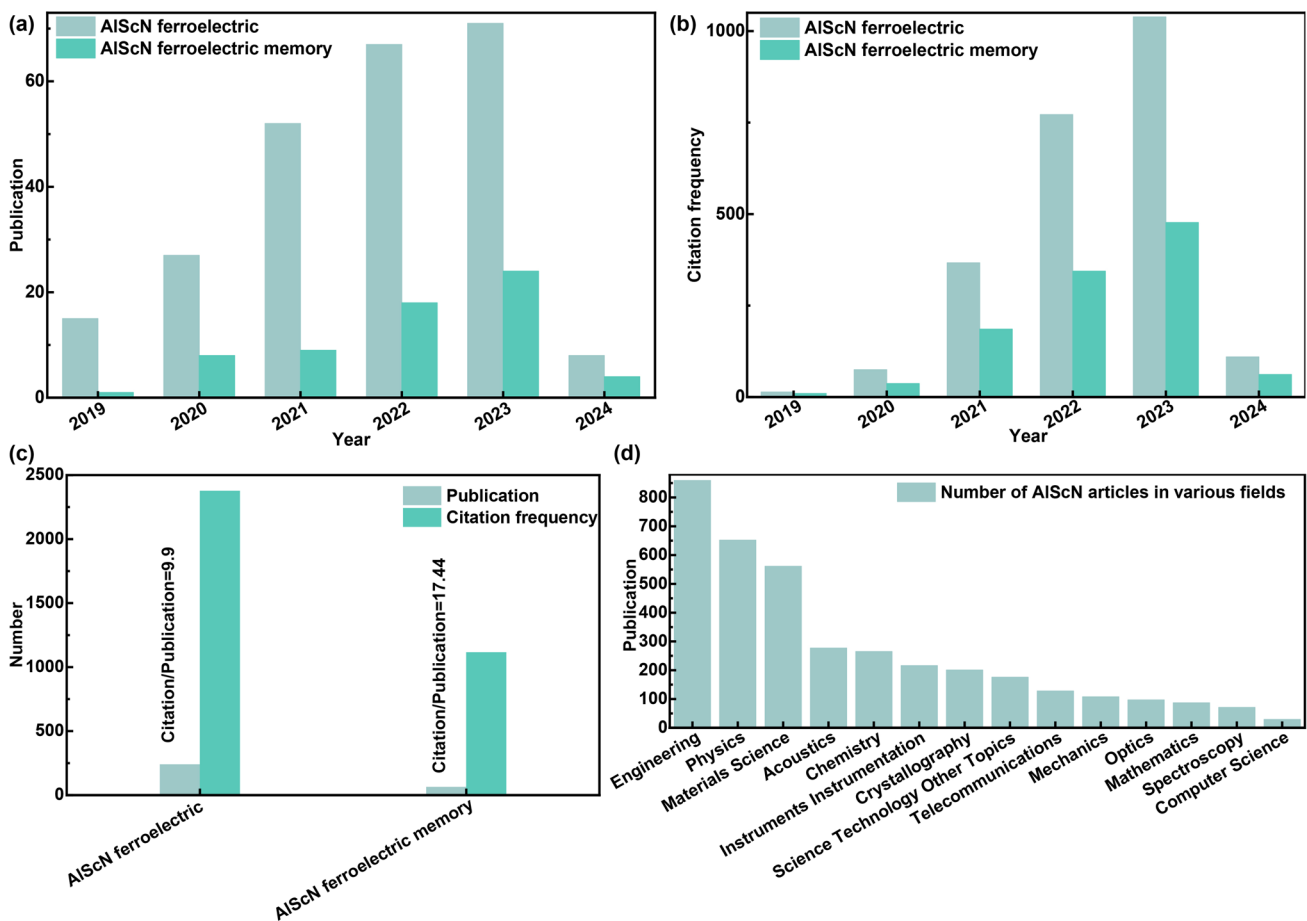 (a)
AlScN ferroelectric
AlScN ferroelectric memory
60
40
20
0
Publication
2019
2020
2021
2022
2023
2024
Year
(b)
AlScN ferroelectric
AlScN ferroelectric memory
1000
500
0
Citation frequency
2019
2020
2021
2022
2023
2024
Year
(c)
2500
2000
1500
1000
500
0
Number
Publication
Citation frequency
Citation/Publication=9.9
Citation/Publication=17.44
AlScN ferroelectric
AlScN ferroelectric memory
(d)
Number of AlScN articles in various fields
800
700
600
500
400
300
200
100
0
Publication
Engineering
Physics
Materials Science
Acoustics
Chemistry
Instruments Instrumentation
Crystallography
Science Technology Other Topics
Telecommunications
Mechanics
Optics
Mathematics
Spectroscopy
Computer Science